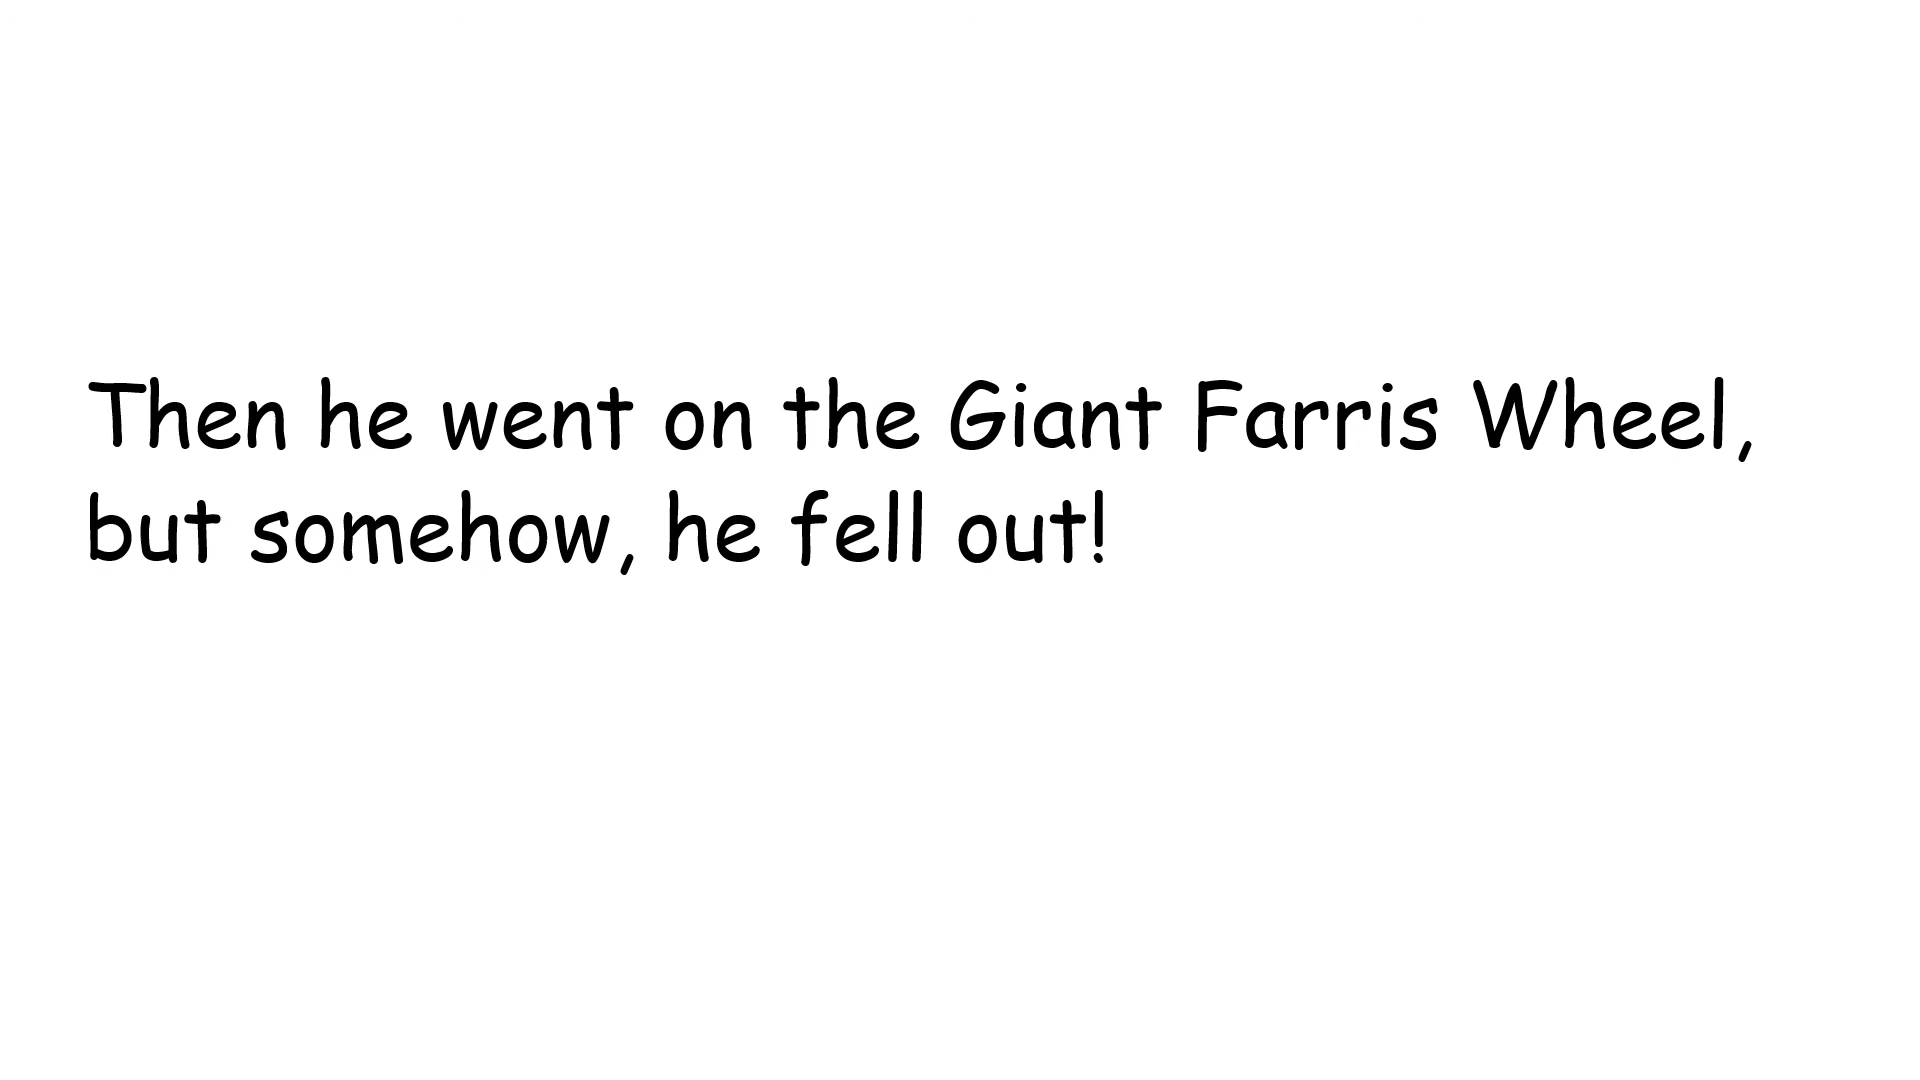 Then he went on the Giant Farris Wheel,
but somehow, he fell out!